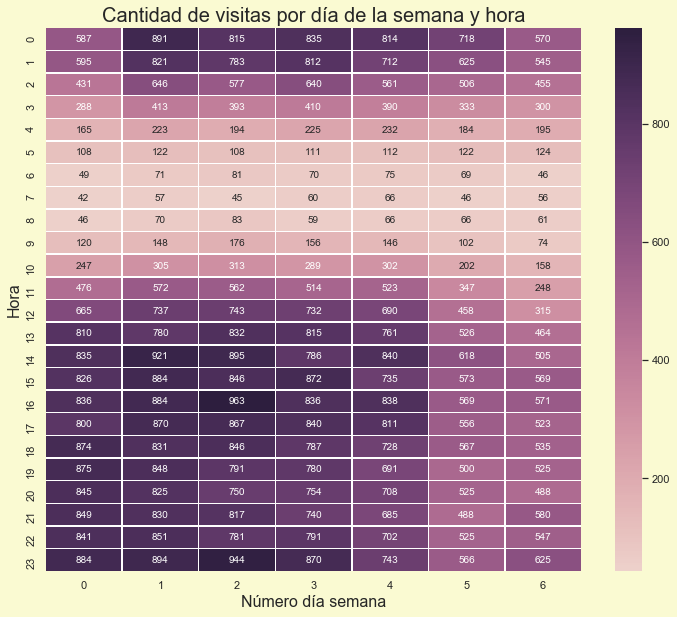 Cantidad de visitas por día de la semana y hora
0 587 891 815 835 814 718 570
1 595 821 783 812 712 625 545
2 431 646 577 640 561 506 455
3 288 413 393 410 390 333 300
4 165 223 194 225 232 184 195
5 108 122 108 111 112 122 124
6 49 71 81 70 75 69 46
7 42 57 45 60 66 46 56
8 46 70 83 59 66 66 61
9 120 148 176 156 146 102 74
10 247 305 313 289 302 202 158
11 476 572 562 514 523 347 248
12 665 737 743 732 690 458 315
13 810 780 832 815 761 526 464
14 835 921 895 786 840 618 505
15 826 884 846 872 735 573 569
16 836 884 963 836 838 569 571
17 800 870 867 840 811 556 523
18 874 831 846 787 728 567 535
19 875 848 791 780 691 500 525
20 845 825 750 754 708 525 488
21 849 830 817 740 685 488 580
22 841 851 781 791 702 525 547
23 884 894 944 870 743 566 625
0 1 2 3 4 5 6
Número día semana
Hora
800
600
400
200